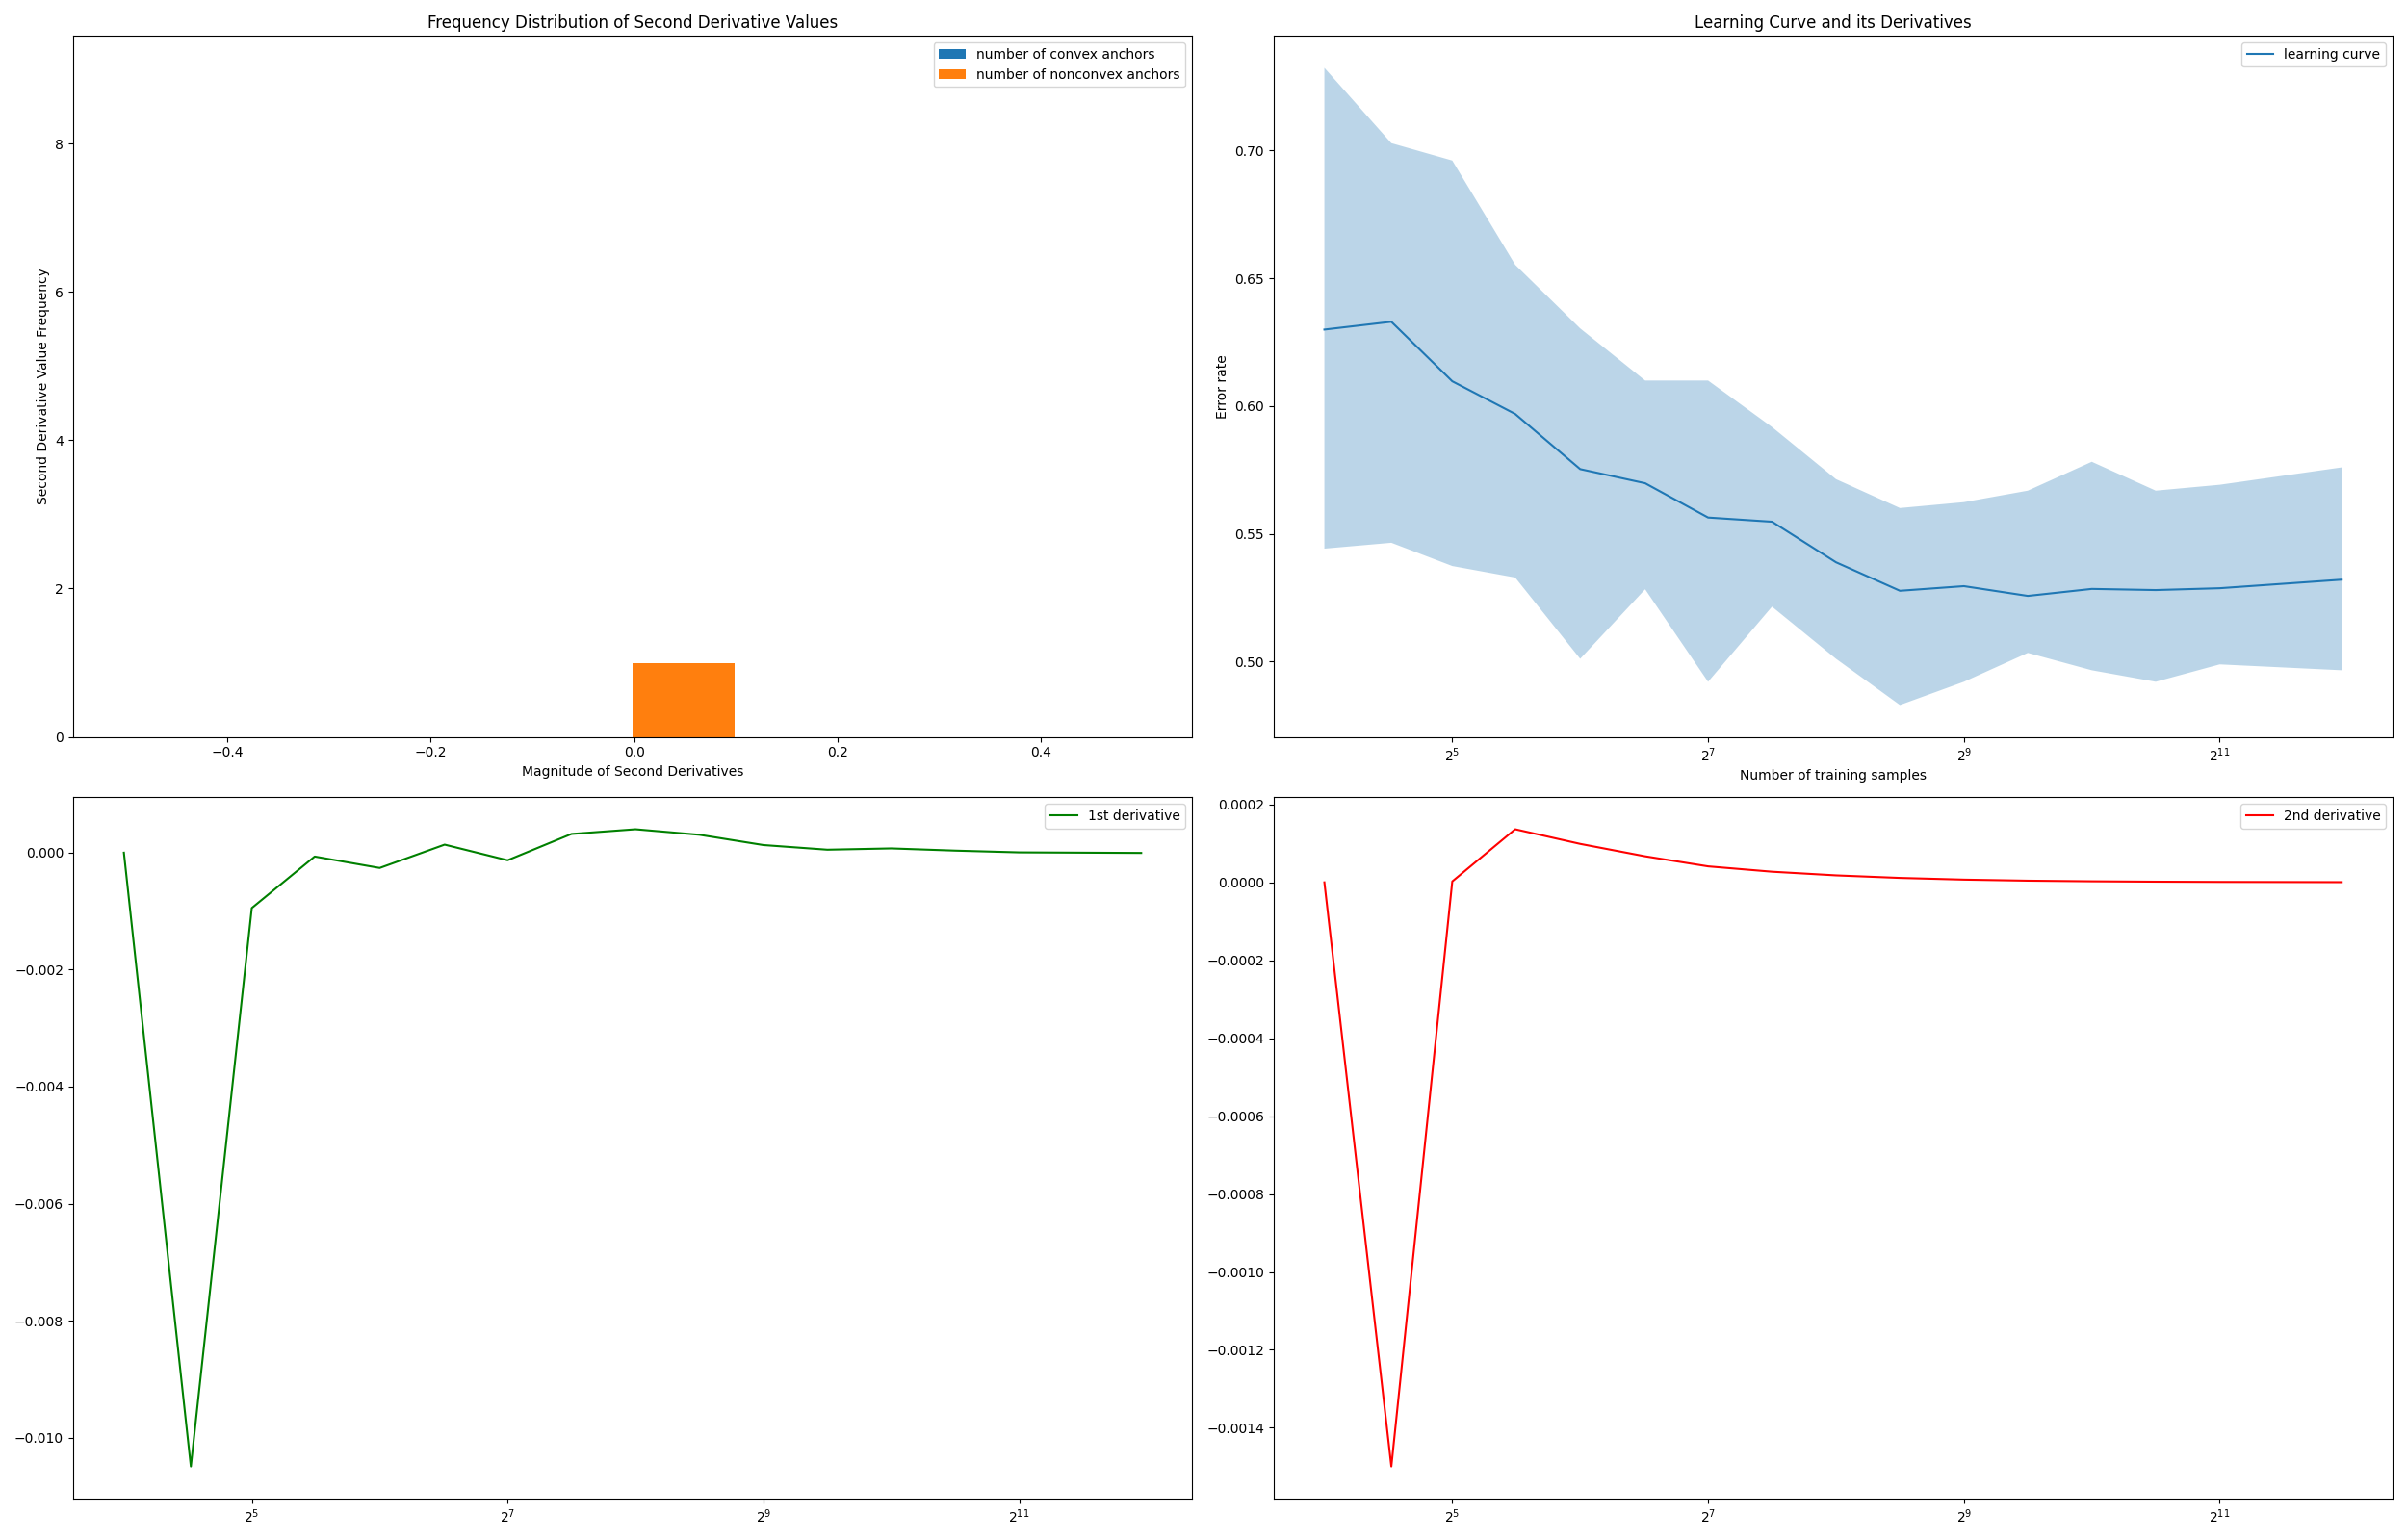 Frequency Distribution of Second Derivative Values
number of convex anchors
number of nonconvex anchors
Second Derivative Value Frequency
8
6
4
2
0
−0.4 −0.2 0.0 0.2 0.4
Magnitude of Second Derivatives
Learning Curve and its Derivatives
learning curve
Error rate
0.70
0.65
0.60
0.55
0.50
2^5 2^7 2^9 2^11
Number of training samples
1st derivative
0.000
−0.002
−0.004
−0.006
−0.008
−0.010
2^5 2^7 2^9 2^11
2nd derivative
0.0002
0.0000
−0.0002
−0.0004
−0.0006
−0.0008
−0.0010
−0.0012
−0.0014
2^5 2^7 2^9 2^11